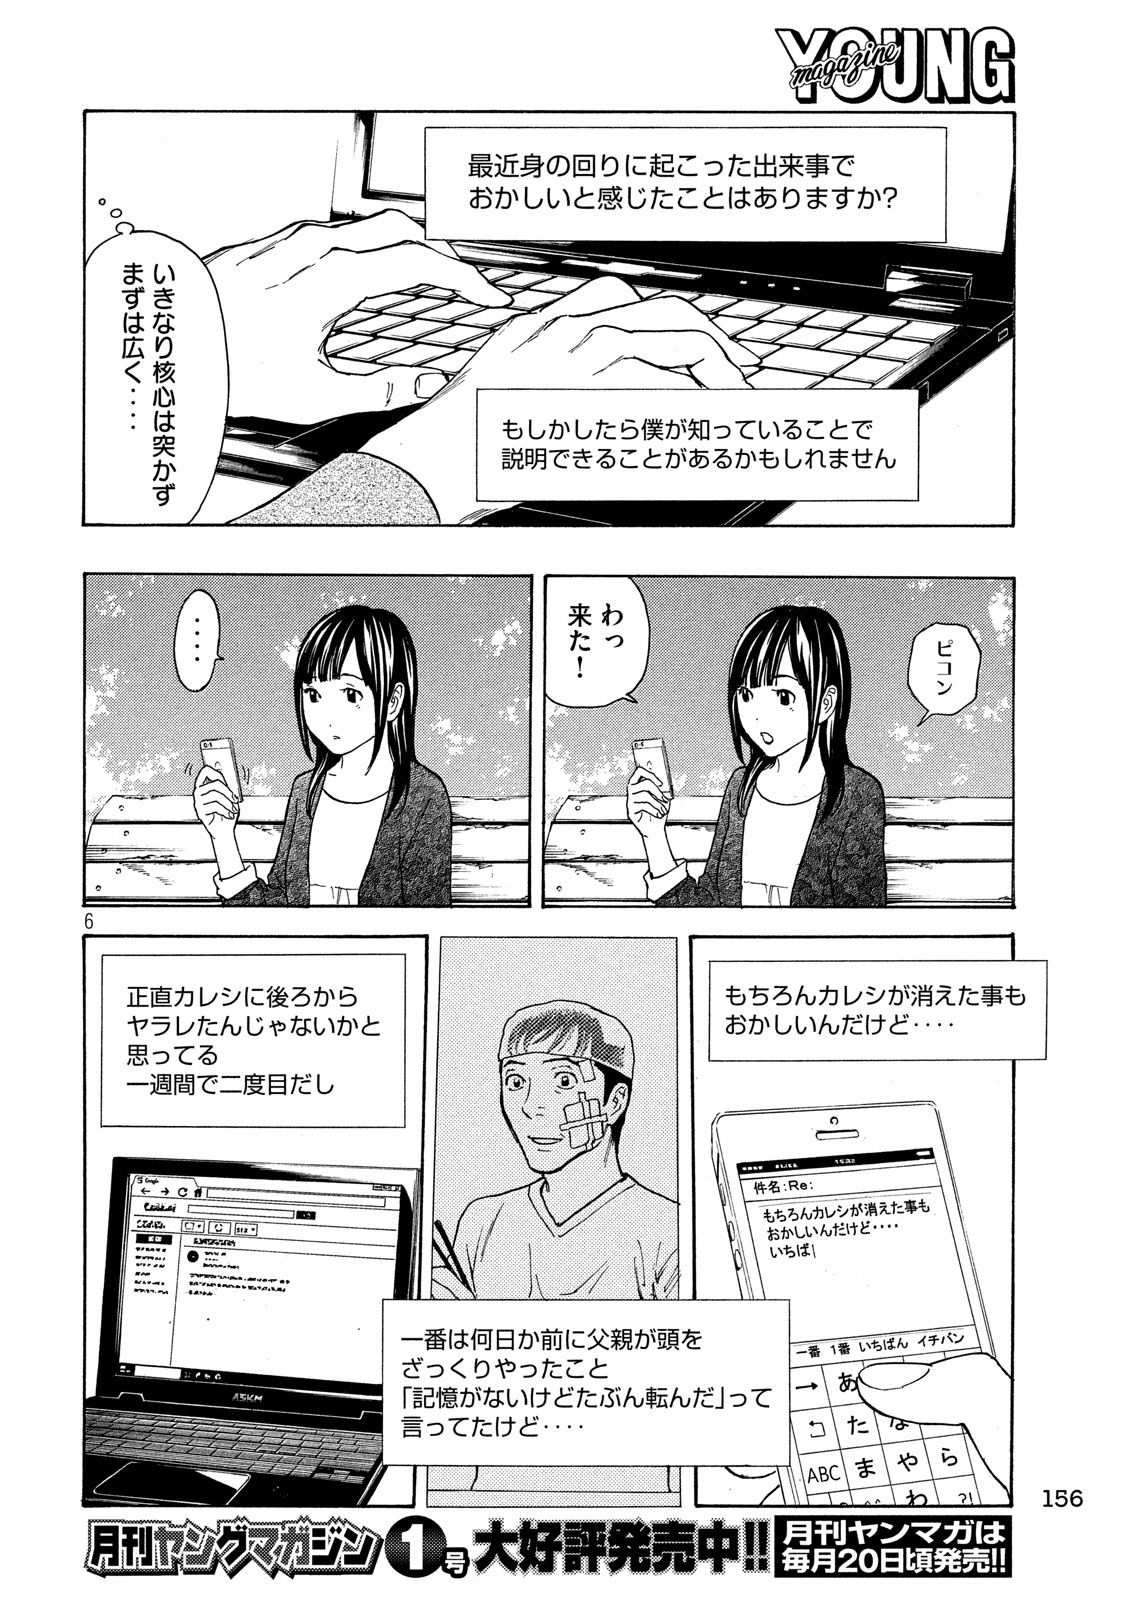 YOUNG
magazine
最近身の回りに起こった出来事で
おかしいと感じたことはありますか?
いきなり核心は突かず
まずは広く‥‥
もしかしたら僕が知っていることで
説明できることがあるかもしれません
ピコン
わっ
来た!
‥‥
6
もちろんカレシが消えた事も
おかしいんだけど‥‥
件名:Re:
もちろんカレシが消えた事も
おかしいんだけど‥‥
いちば
一番 1番 いちばん イチバン
→ あ
た な
ABC ま や ら
わ ?!
一番は何日か前に父親が頭を
ざっくりやったこと
「記憶がないけどたぶん転んだ」って
言ってたけど‥‥
正直カレシに後ろから
ヤラレたんじゃないかと
思ってる
一週間で二度目だし
Google
ASKM
156
月刊ヤングマガジン1号 大好評発売中!!
月刊ヤンマガは
毎月20日頃発売!!